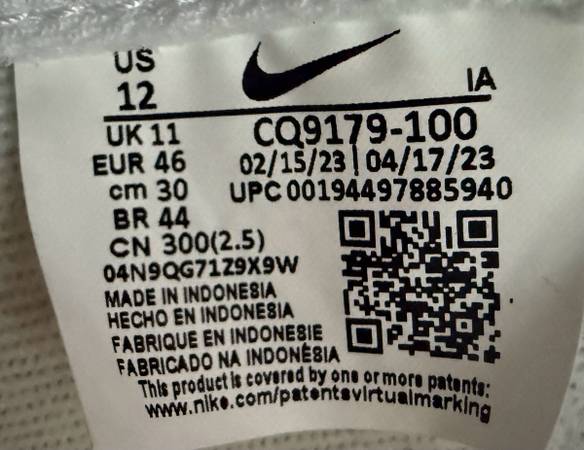 US
12
IA
UK 11
CQ9179-100
EUR 46
02/15/23 | 04/17/23
cm 30
UPC 00194497885940
BR 44
CN 300(2.5)
04N9QG71Z9X9W
MADE IN INDONESIA
HECHO EN INDONESIA
FABRIQUE EN INDONESIE
FABRICADO NA INDONÉSIA
This product is covered by one or more patents:
www.nike.com/patentsvirtualmarking